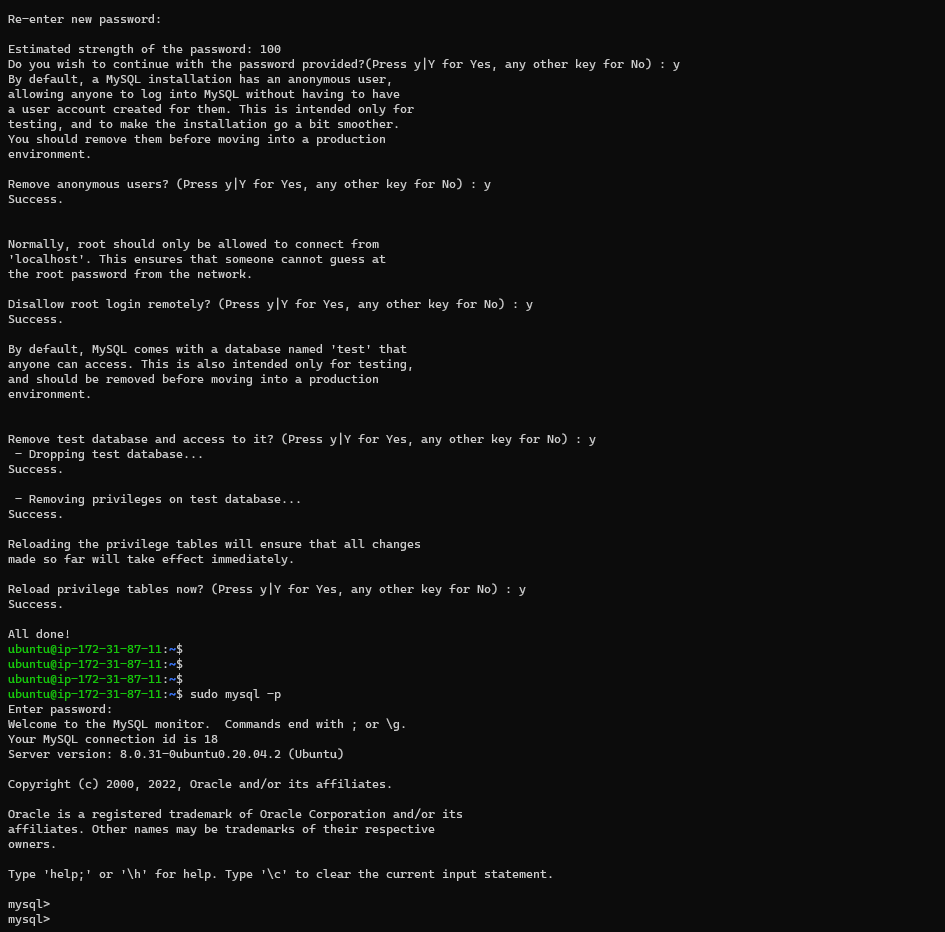 Re-enter new password:
Estimated strength of the password: 100
Do you wish to continue with the password provided?(Press y|Y for Yes, any other key for No) : y
By default, a MySQL installation has an anonymous user,
allowing anyone to log into MySQL without having to have
a user account created for them. This is intended only for
testing, and to make the installation go a bit smoother.
You should remove them before moving into a production
environment.
Remove anonymous users? (Press y|Y for Yes, any other key for No) : y
Success.
Normally, root should only be allowed to connect from
'localhost'. This ensures that someone cannot guess at
the root password from the network.
Disallow root login remotely? (Press y|Y for Yes, any other key for No) : y
Success.
By default, MySQL comes with a database named 'test' that
anyone can access. This is also intended only for testing,
and should be removed before moving into a production
environment.
Remove test database and access to it? (Press y|Y for Yes, any other key for No) : y
 - Dropping test database...
Success.
 - Removing privileges on test database...
Success.
Reloading the privilege tables will ensure that all changes
made so far will take effect immediately.
Reload privilege tables now? (Press y|Y for Yes, any other key for No) : y
Success.
All done!
ubuntu@ip-172-31-87-11:~$
ubuntu@ip-172-31-87-11:~$
ubuntu@ip-172-31-87-11:~$
ubuntu@ip-172-31-87-11:~$ sudo mysql -p
Enter password:
Welcome to the MySQL monitor.  Commands end with ; or \g.
Your MySQL connection id is 18
Server version: 8.0.31-0ubuntu0.20.04.2 (Ubuntu)
Copyright (c) 2000, 2022, Oracle and/or its affiliates.
Oracle is a registered trademark of Oracle Corporation and/or its
affiliates. Other names may be trademarks of their respective
owners.
Type 'help;' or '\h' for help. Type '\c' to clear the current input statement.
mysql>
mysql>